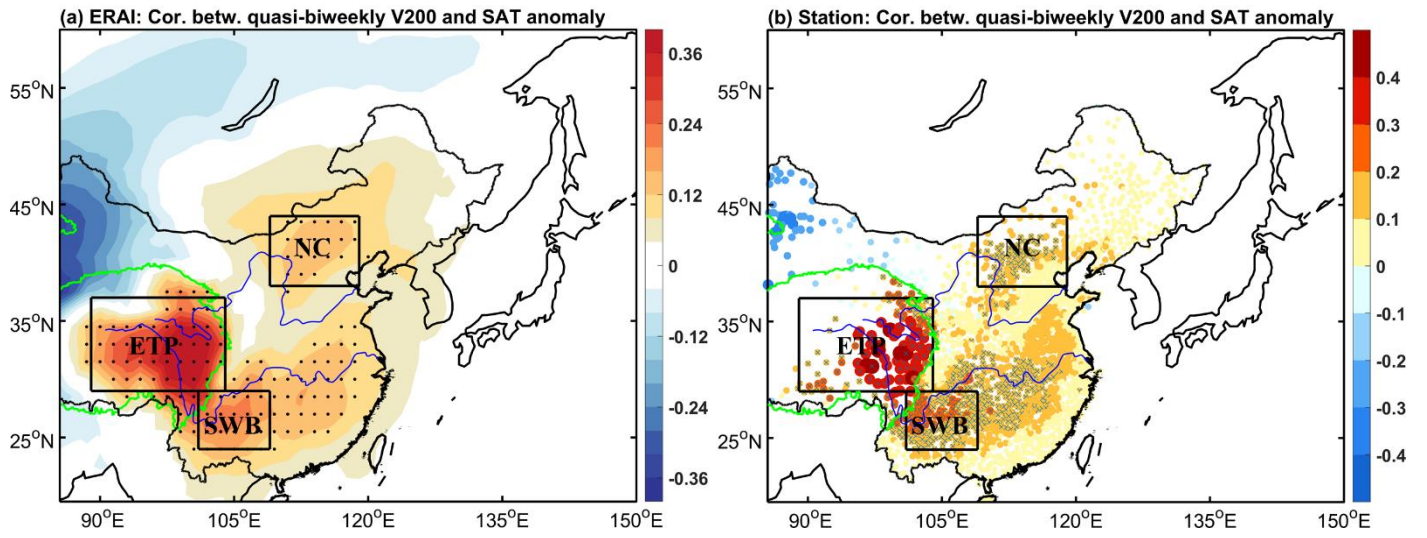 (a) ERAI: Cor. betw. quasi-biweekly V200 and SAT anomaly
55°N
45°N
35°N
25°N
90°E
105°E
120°E
135°E
150°E
NC
ETP
SWB
0.36
0.24
0.12
0
-0.12
-0.24
-0.36
(b) Station: Cor. betw. quasi-biweekly V200 and SAT anomaly
55°N
45°N
35°N
25°N
90°E
105°E
120°E
135°E
150°E
NC
ETP
SWB
0.4
0.3
0.2
0.1
0
-0.1
-0.2
-0.3
-0.4